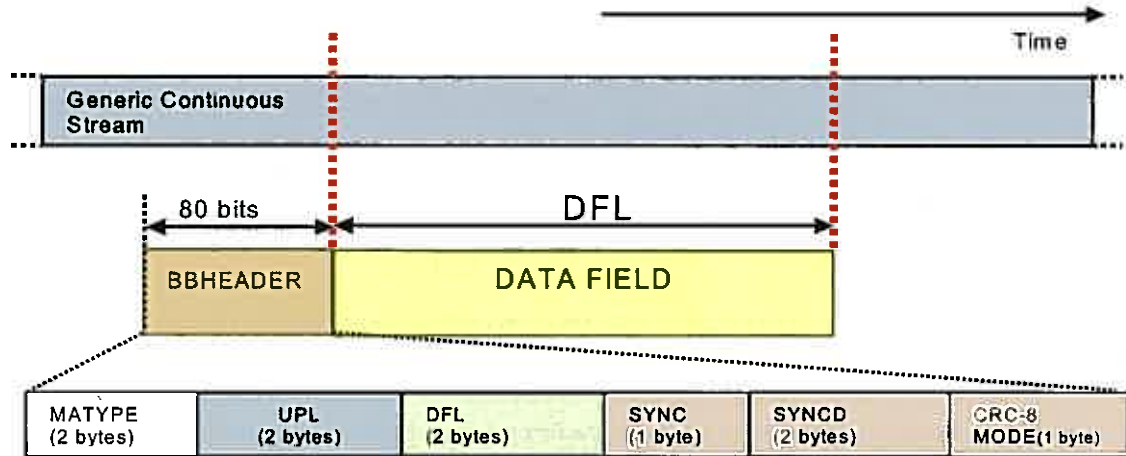 Time
Generic Continuous
Stream
80 bits
DFL
BBHEADER
DATA FIELD
MATYPE
(2 bytes)
UPL
(2 bytes)
DFL
(2 bytes)
SYNC
(1 byte)
SYNCD
(2 bytes)
CRC-8
MODE(1 byte)